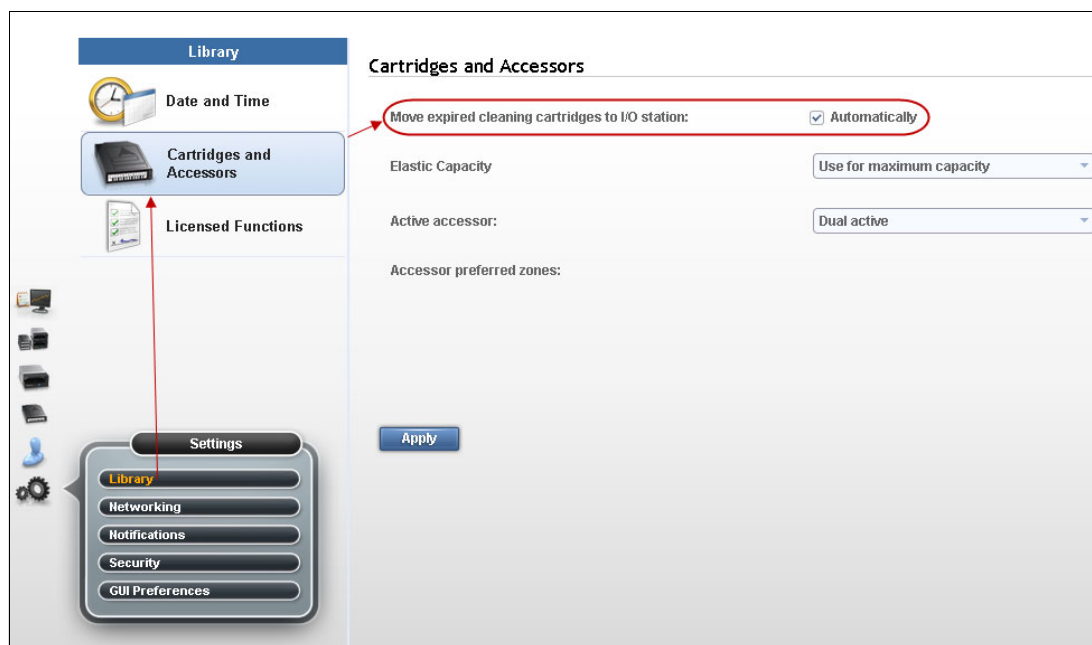 Library
Date and Time
Cartridges and
Accessors
Licensed Functions
Cartridges and Accessors
Move expired cleaning cartridges to I/O station:
Automatically
Elastic Capacity
Use for maximum capacity
Active accessor:
Dual active
Accessor preferred zones:
Apply
Settings
Library
Networking
Notifications
Security
GUI Preferences